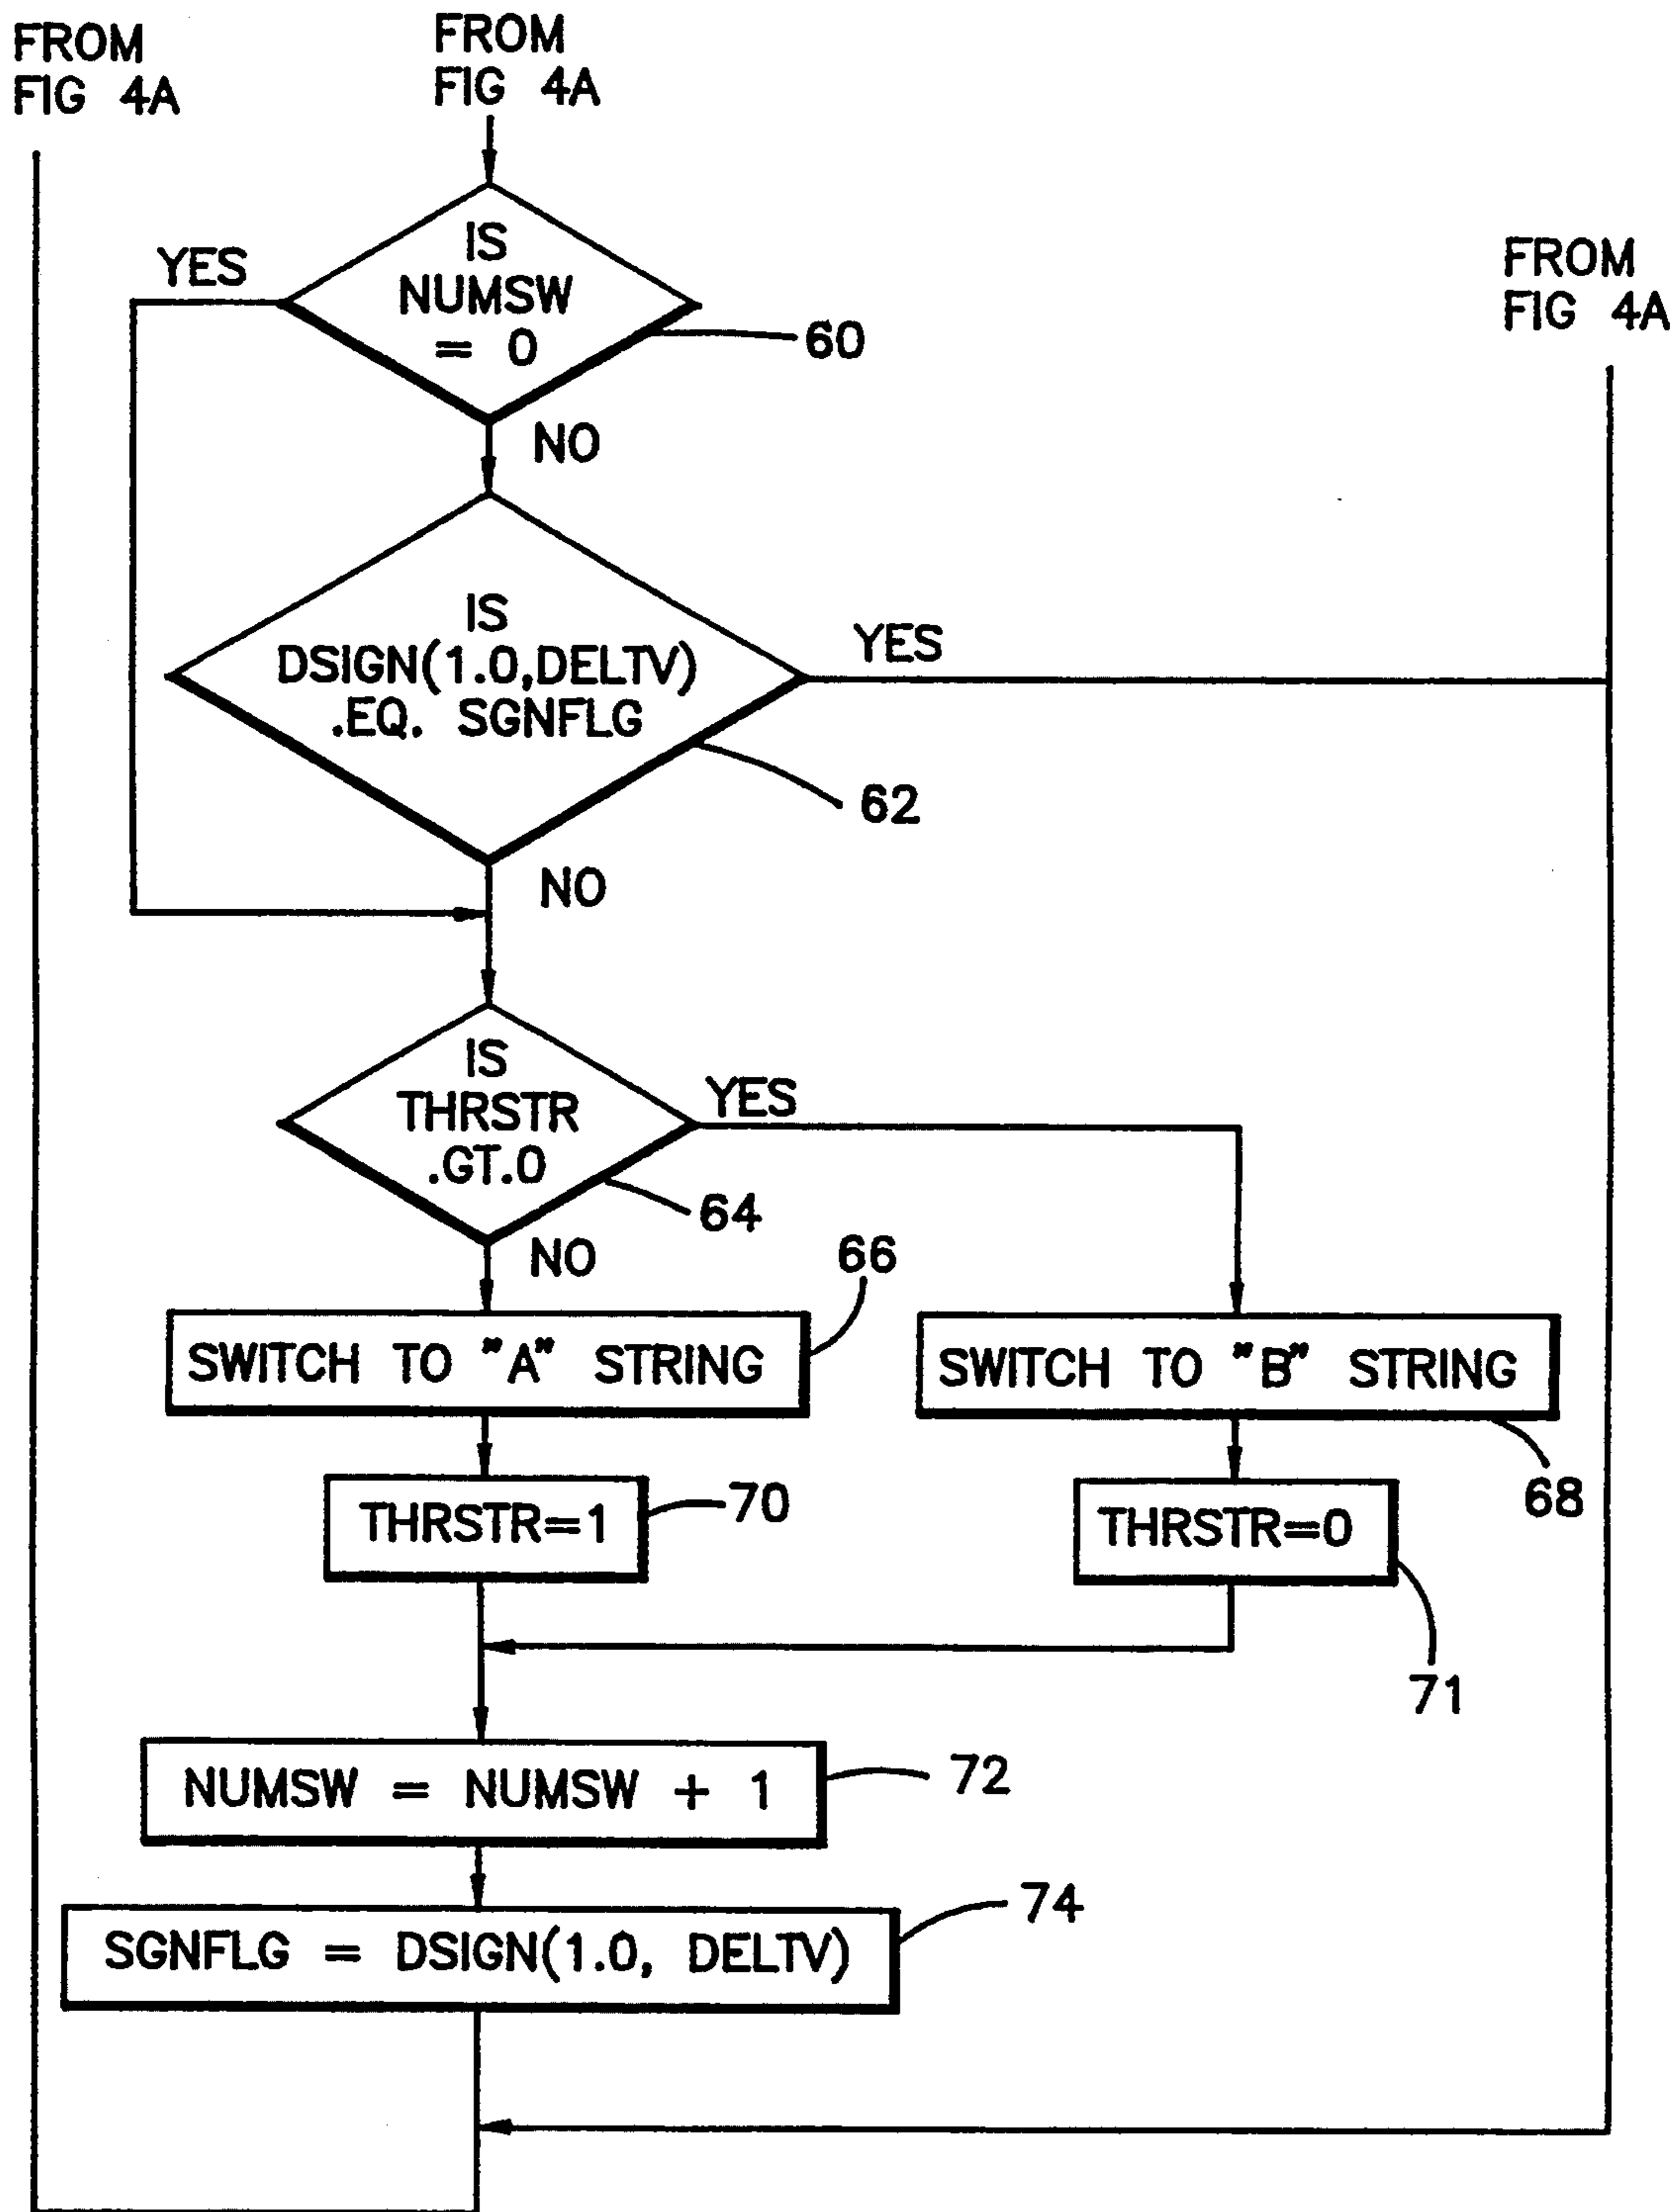 FROM
FIG 4A
FROM
FIG 4A
FROM
FIG 4A
IS
NUMSW
= 0
YES
60
NO
IS
DSIGN(1.0,DELTV)
.EQ. SGNFLG
YES
62
NO
IS
THRSTR
.GT.0
YES
64
NO
66
SWITCH TO "A" STRING
SWITCH TO "B" STRING
68
THRSTR=1
70
THRSTR=0
71
NUMSW = NUMSW + 1
72
SGNFLG = DSIGN(1.0, DELTV)
74